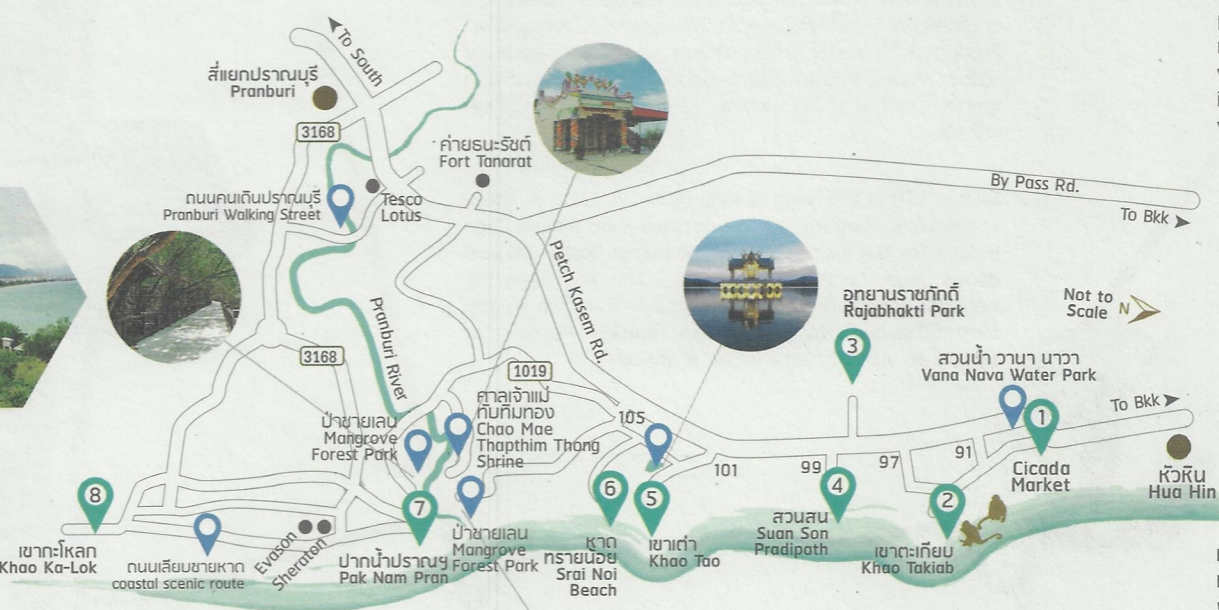 To South
สี่แยกปราณบุรี
Pranburi
3168
ค่ายธนะรัชต์
Fort Tanarat
By Pass Rd.
To Bkk
ถนนคนเดินปราณบุรี
Pranburi Walking Street
Tesco
Lotus
Petch Kasem Rd.
Pranburi River
อุทยานราชภักดิ์
Rajabhakti Park
Not to
Scale
N
3
สวนน้ำ วานา นาวา
Vana Nava Water Park
3168
1019
ศาลเจ้าแม่
ทับทิมทอง
Chao Mae
Thapthim Thong
Shrine
ป่าชายเลน
Mangrove
Forest Park
105
101
99
97
91
To Bkk
1
Cicada
Market
หัวหิน
Hua Hin
8
เขากะโหลก
Khao Ka-Lok
ถนนเลียบชายหาด
coastal scenic route
Evason
Sheraton
7
ปากน้ำปราณฯ
Pak Nam Pran
ป่าชายเลน
Mangrove
Forest Park
6
หาด
ทรายน้อย
Srai Noi
Beach
5
เขาเต่า
Khao Tao
4
สวนสน
Suan Son
Pradipath
2
เขาตะเกียบ
Khao Takiab